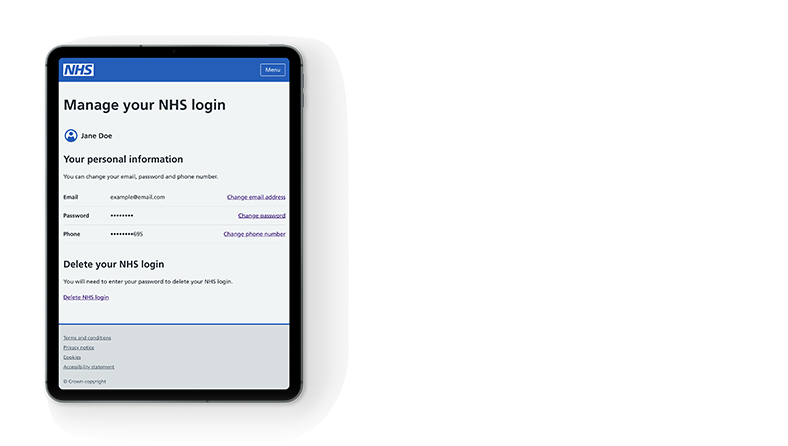 NHS
Menu
Manage your NHS login
Jane Doe
Your personal information
You can change your email, password and phone number.
Email example@email.com Change email address
Password •••••••• Change password
Phone ••••••••695 Change phone number
Delete your NHS login
You will need to enter your password to delete your NHS login.
Delete NHS login
Terms and conditions
Privacy notice
Cookies
Accessibility statement
© Crown copyright